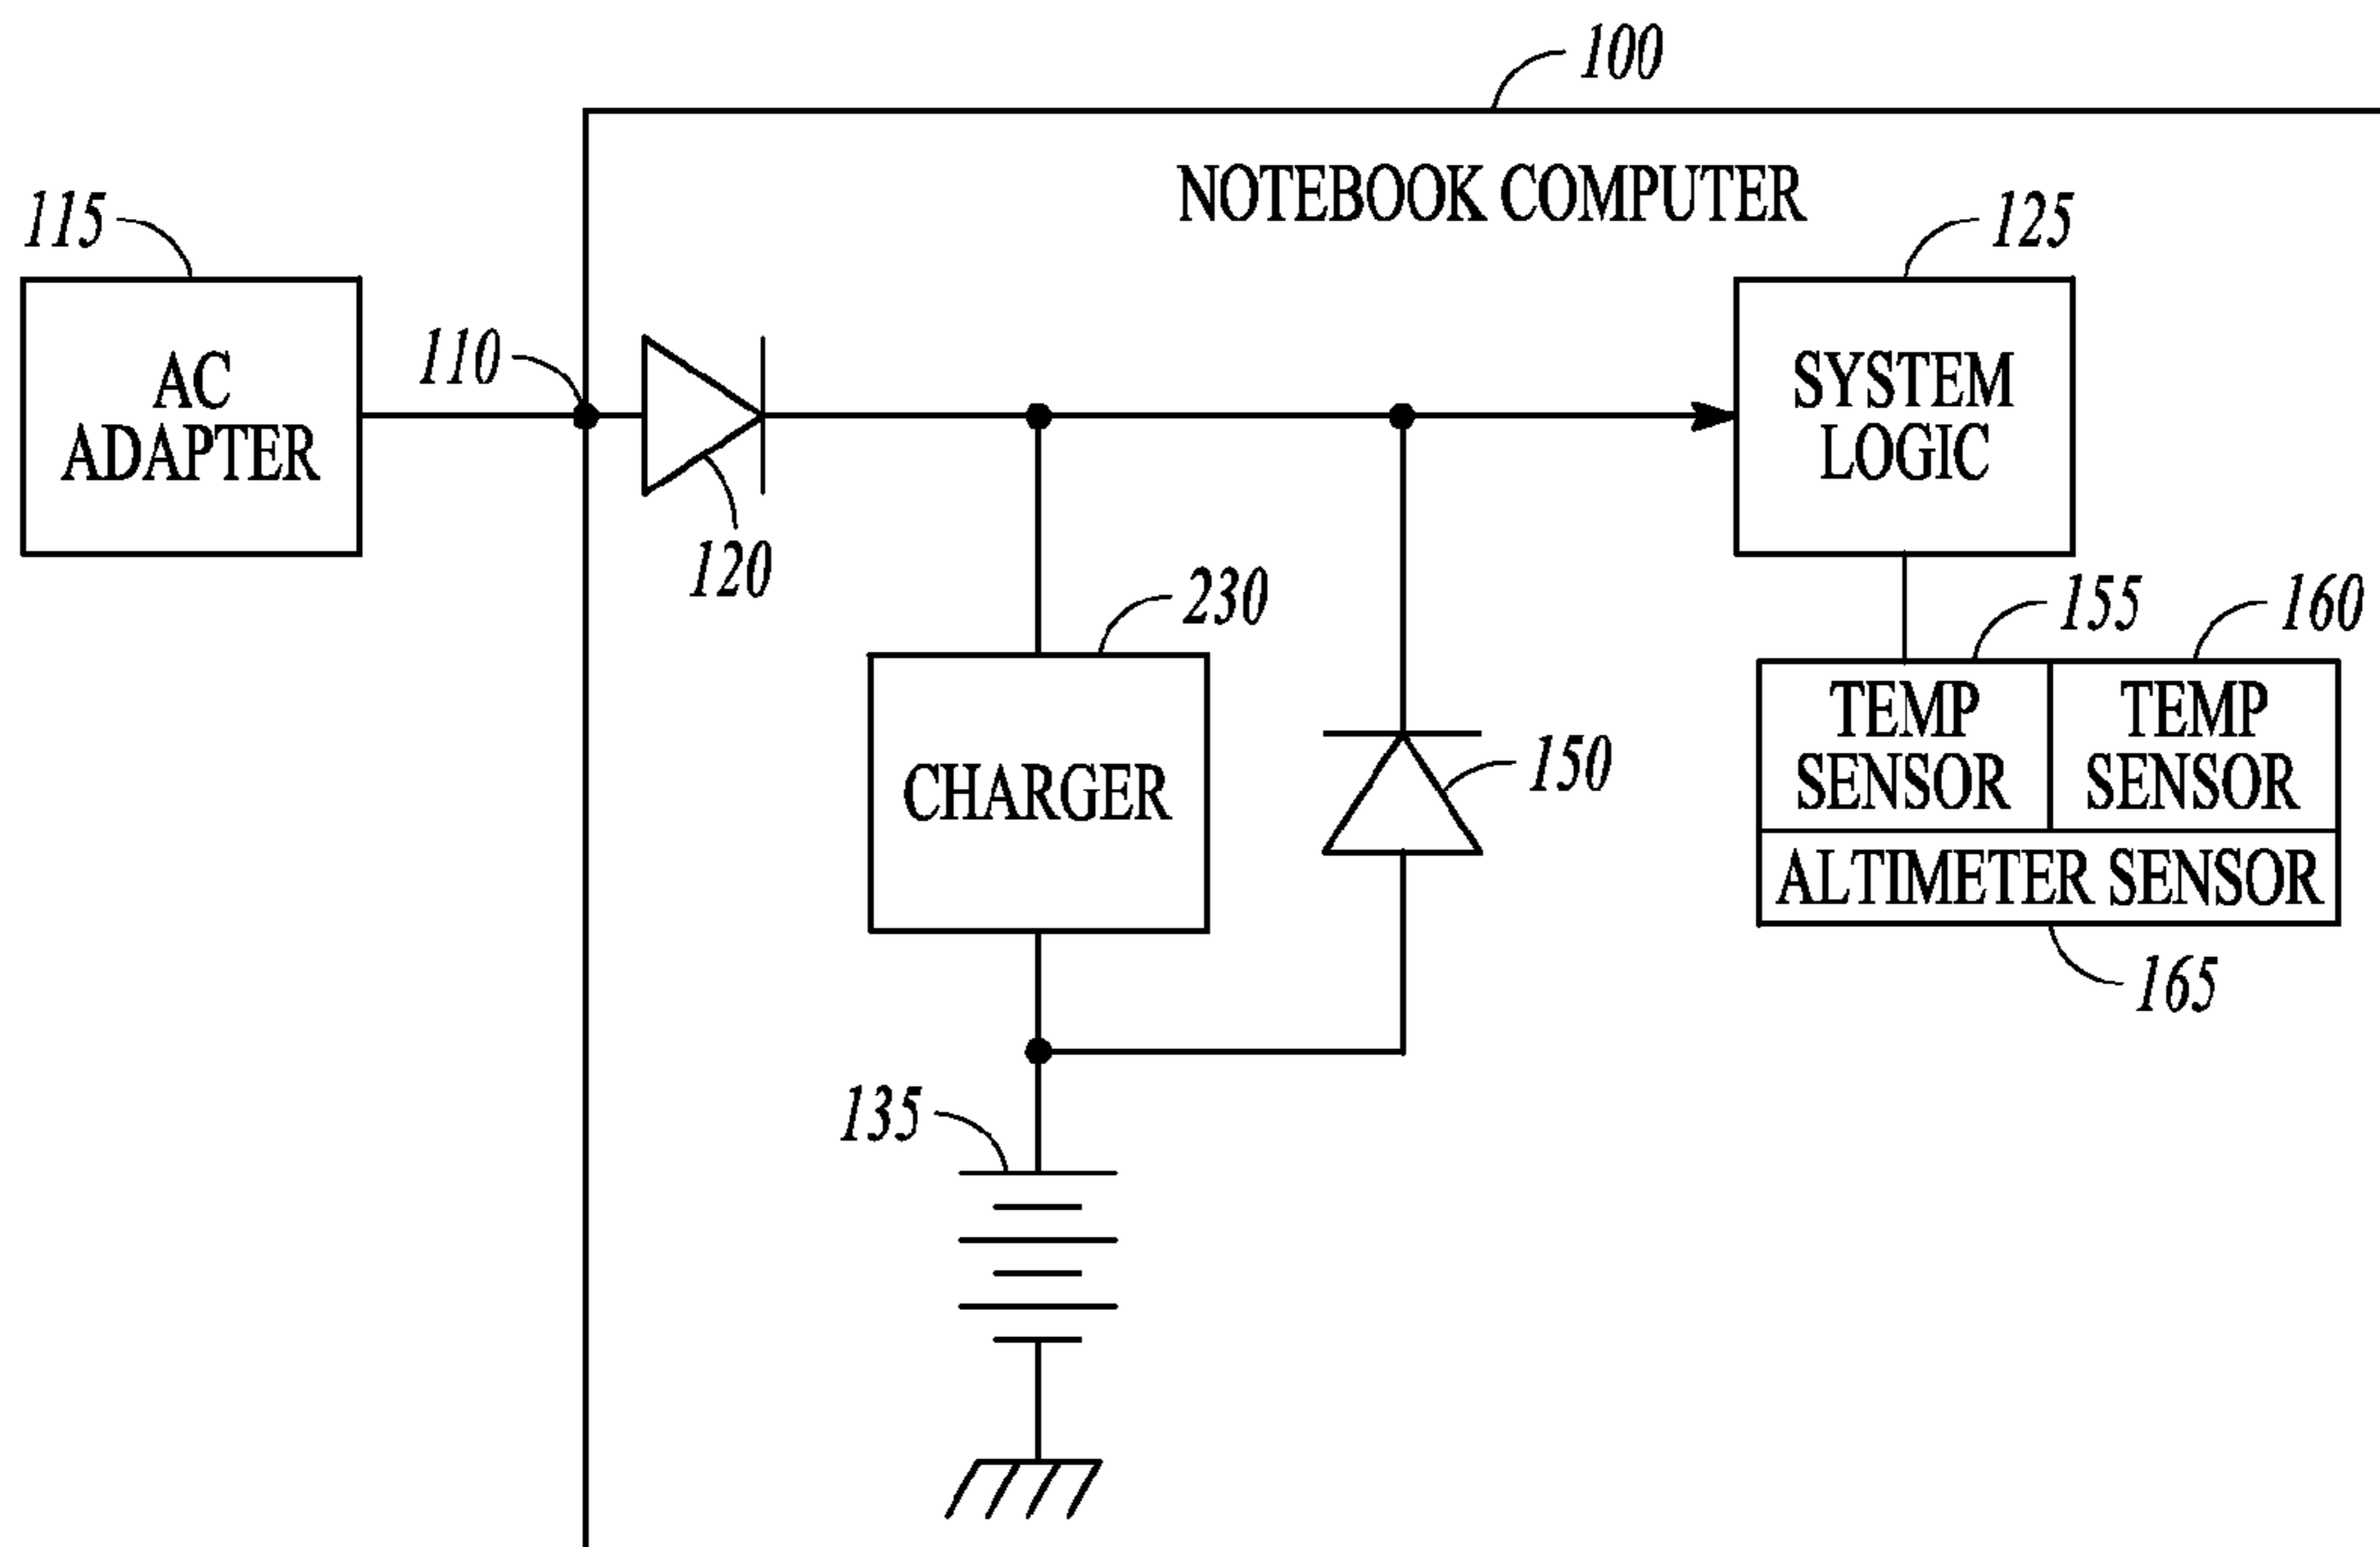 100
NOTEBOOK COMPUTER
115
125
AC
ADAPTER
110
SYSTEM
LOGIC
120
230
155
160
CHARGER
150
TEMP
SENSOR
TEMP
SENSOR
ALTIMETER SENSOR
165
135